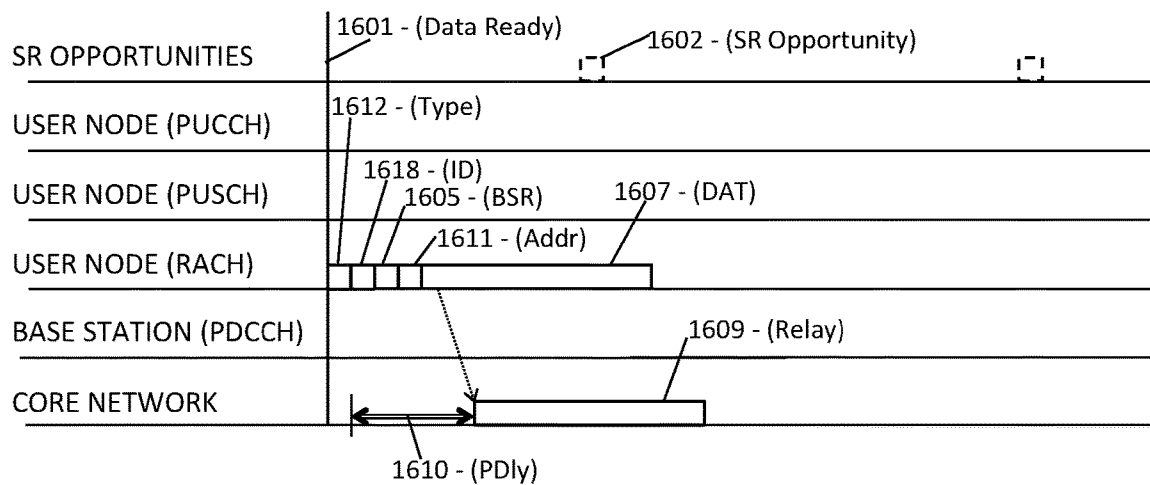 1601 - (Data Ready)
1602 - (SR Opportunity)
SR OPPORTUNITIES
1612 - (Type)
USER NODE (PUCCH)
1618 - (ID)
1607 - (DAT)
USER NODE (PUSCH)
1605 - (BSR)
1611 - (Addr)
USER NODE (RACH)
BASE STATION (PDCCH)
1609 - (Relay)
CORE NETWORK
1610 - (PDly)